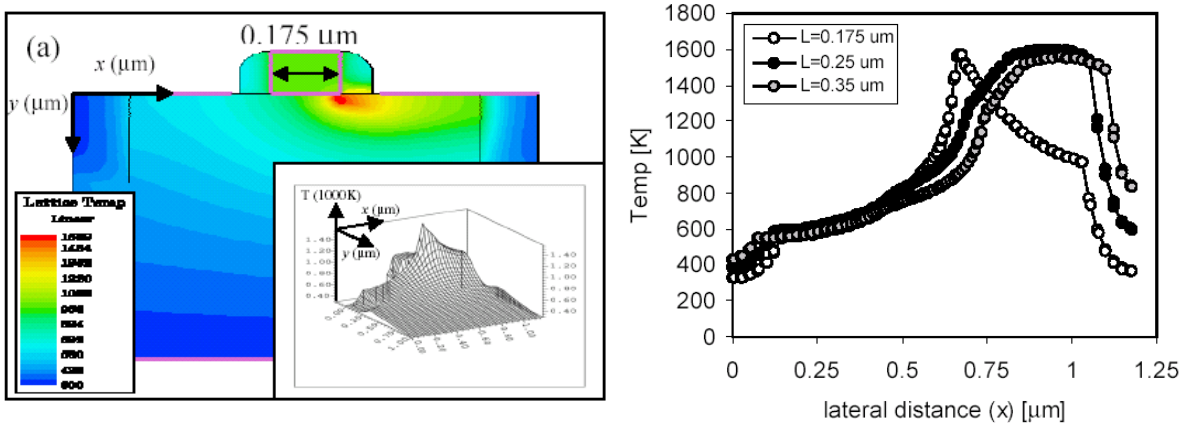 (a)
0.175 µm
x (µm)
y (µm)
Lattice Temp
Linear
300
T (1000K)
x (µm)
y (µm)
1.40
1.20
1.00
0.80
0.60
0.40
1.40
1.20
1.00
0.80
0.60
0.40
Temp [K]
1800
1600
1400
1200
1000
800
600
400
200
0
L=0.175 um
L=0.25 um
L=0.35 um
0 0.25 0.5 0.75 1 1.25
lateral distance (x) [µm]